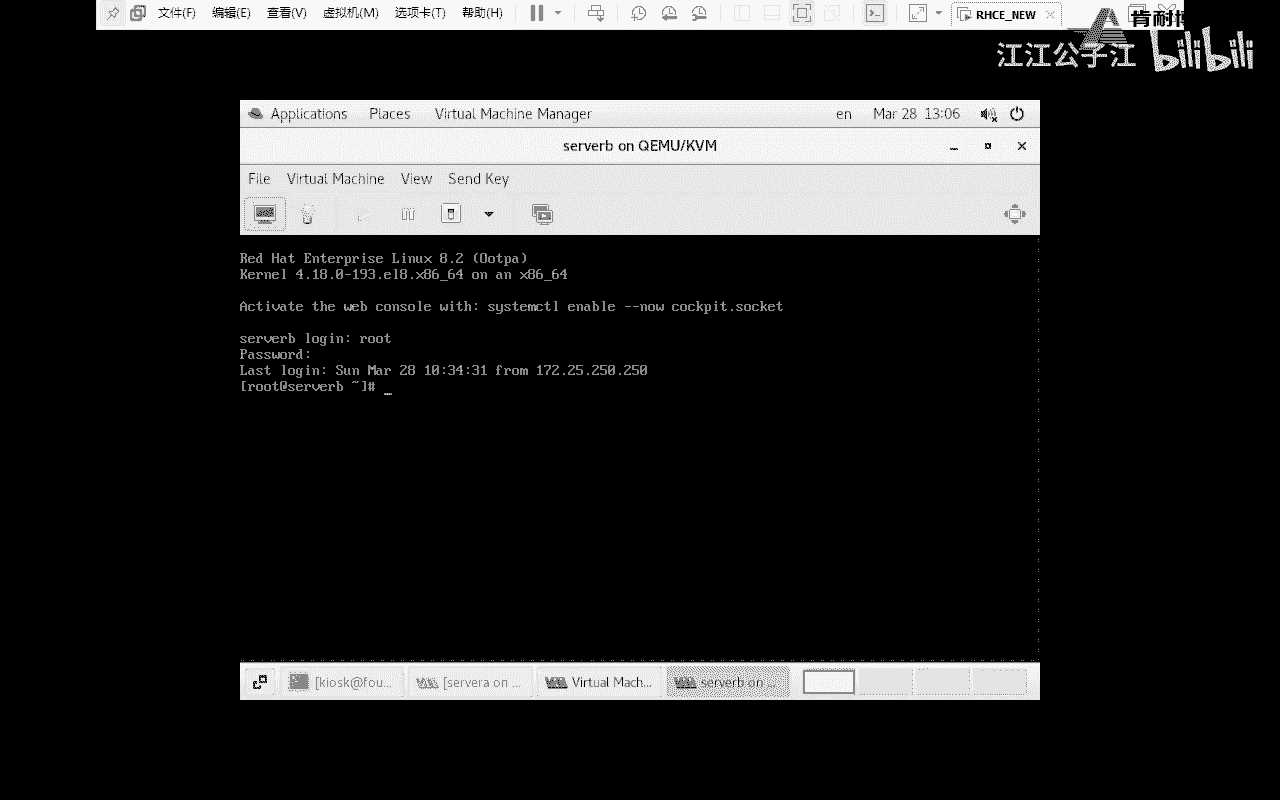 文件(F) 编辑(E) 查看(V) 虚拟机(M) 选项卡(T) 帮助(H) RHCE_NEW
肯耐
江江公子江 bilibili
Applications Places Virtual Machine Manager en Mar 28 13:06
serverb on QEMU/KVM
File Virtual Machine View Send Key
Red Hat Enterprise Linux 8.2 (Ootpa)
Kernel 4.18.0-193.el8.x86_64 on an x86_64
Activate the web console with: systemctl enable --now cockpit.socket
serverb login: root
Password:
Last login: Sun Mar 28 10:34:31 from 172.25.250.250
[root@serverb ~]# _
[kiosk@fou... [servera on ... Virtual Mach... serverb on ...